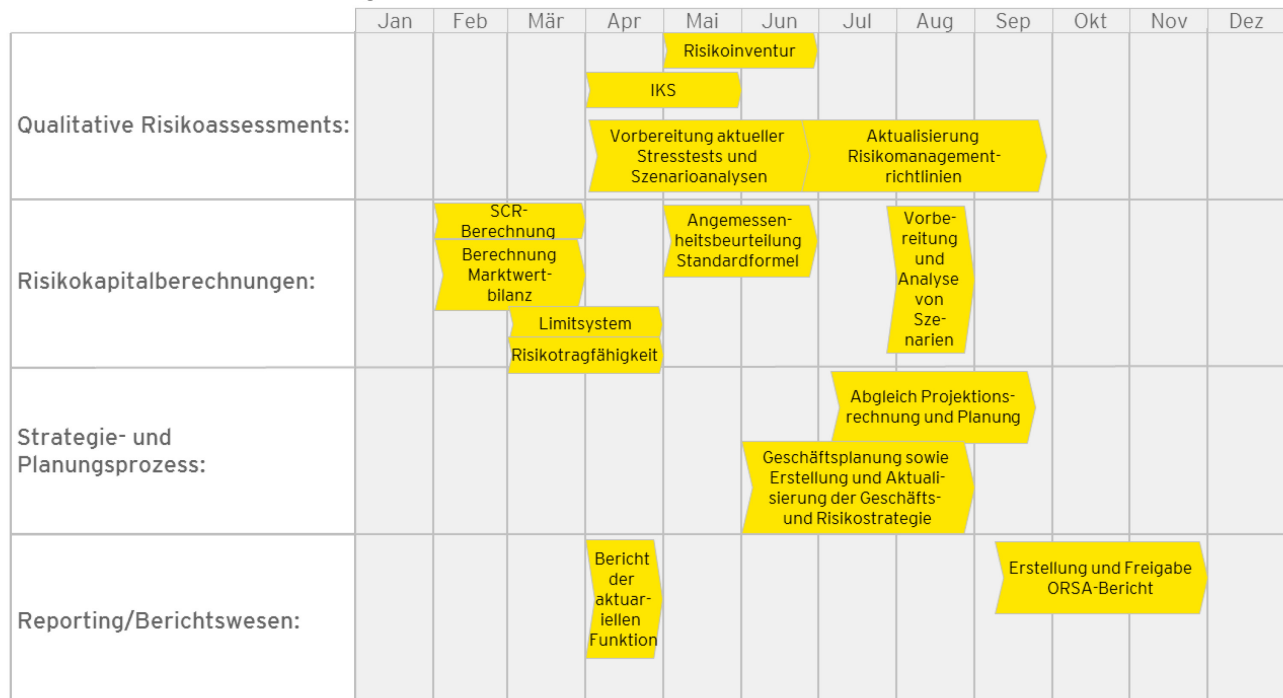 Jan Feb Mär Apr Mai Jun Jul Aug Sep Okt Nov Dez
Qualitative Risikoassessments:
Risikoinventur
IKS
Vorbereitung aktueller
Stresstests und
Szenarioanalysen
Aktualisierung
Risikomanagement-
richtlinien
Risikokapitalberechnungen:
SCR-
Berechnung
Berechnung
Marktwert-
bilanz
Limitsystem
Risikotragfähigkeit
Angemessen-
heitsbeurteilung
Standardformel
Vorbe-
reitung
und
Analyse
von
Sze-
narien
Strategie- und
Planungsprozess:
Abgleich Projektions-
rechnung und Planung
Geschäftsplanung sowie
Erstellung und Aktuali-
sierung der Geschäfts-
und Risikostrategie
Reporting/Berichtswesen:
Bericht
der
aktuar-
iellen
Funktion
Erstellung und Freigabe
ORSA-Bericht